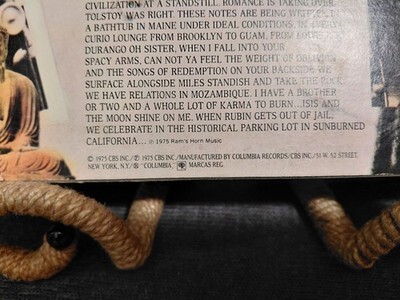 CIVILIZATION AT A STANDSTILL. ROMANCE IS TAKING OVER.
TOLSTOY WAS RIGHT. THESE NOTES ARE BEING WRITTEN IN
A BATHTUB IN MAINE UNDER IDEAL CONDITIONS, IN EVERY
CURIO LOUNGE FROM BROOKLYN TO GUAM, FROM
DURANGO OH SISTER, WHEN I FALL INTO YOUR
SPACY ARMS, CAN NOT YA FEEL THE WEIGHT OF OBLIVION
AND THE SONGS OF REDEMPTION ON YOUR BACKSIDE WE
SURFACE ALONGSIDE MILES STANDISH AND TAKE THE
WE HAVE RELATIONS IN MOZAMBIQUE. I HAVE A BROTHER
OR TWO AND A WHOLE LOT OF KARMA TO BURN...ISIS AND
THE MOON SHINE ON ME. WHEN RUBIN GETS OUT OF JAIL,
WE CELEBRATE IN THE HISTORICAL PARKING LOT IN SUNBURNED
CALIFORNIA... © 1975 Ram's Horn Music
© 1975 CBS INC./℗ 1975 CBS INC./MANUFACTURED BY COLUMBIA RECORDS/CBS INC./51 W. 52 STREET,
NEW YORK, N.Y./® "COLUMBIA," MARCAS REG.